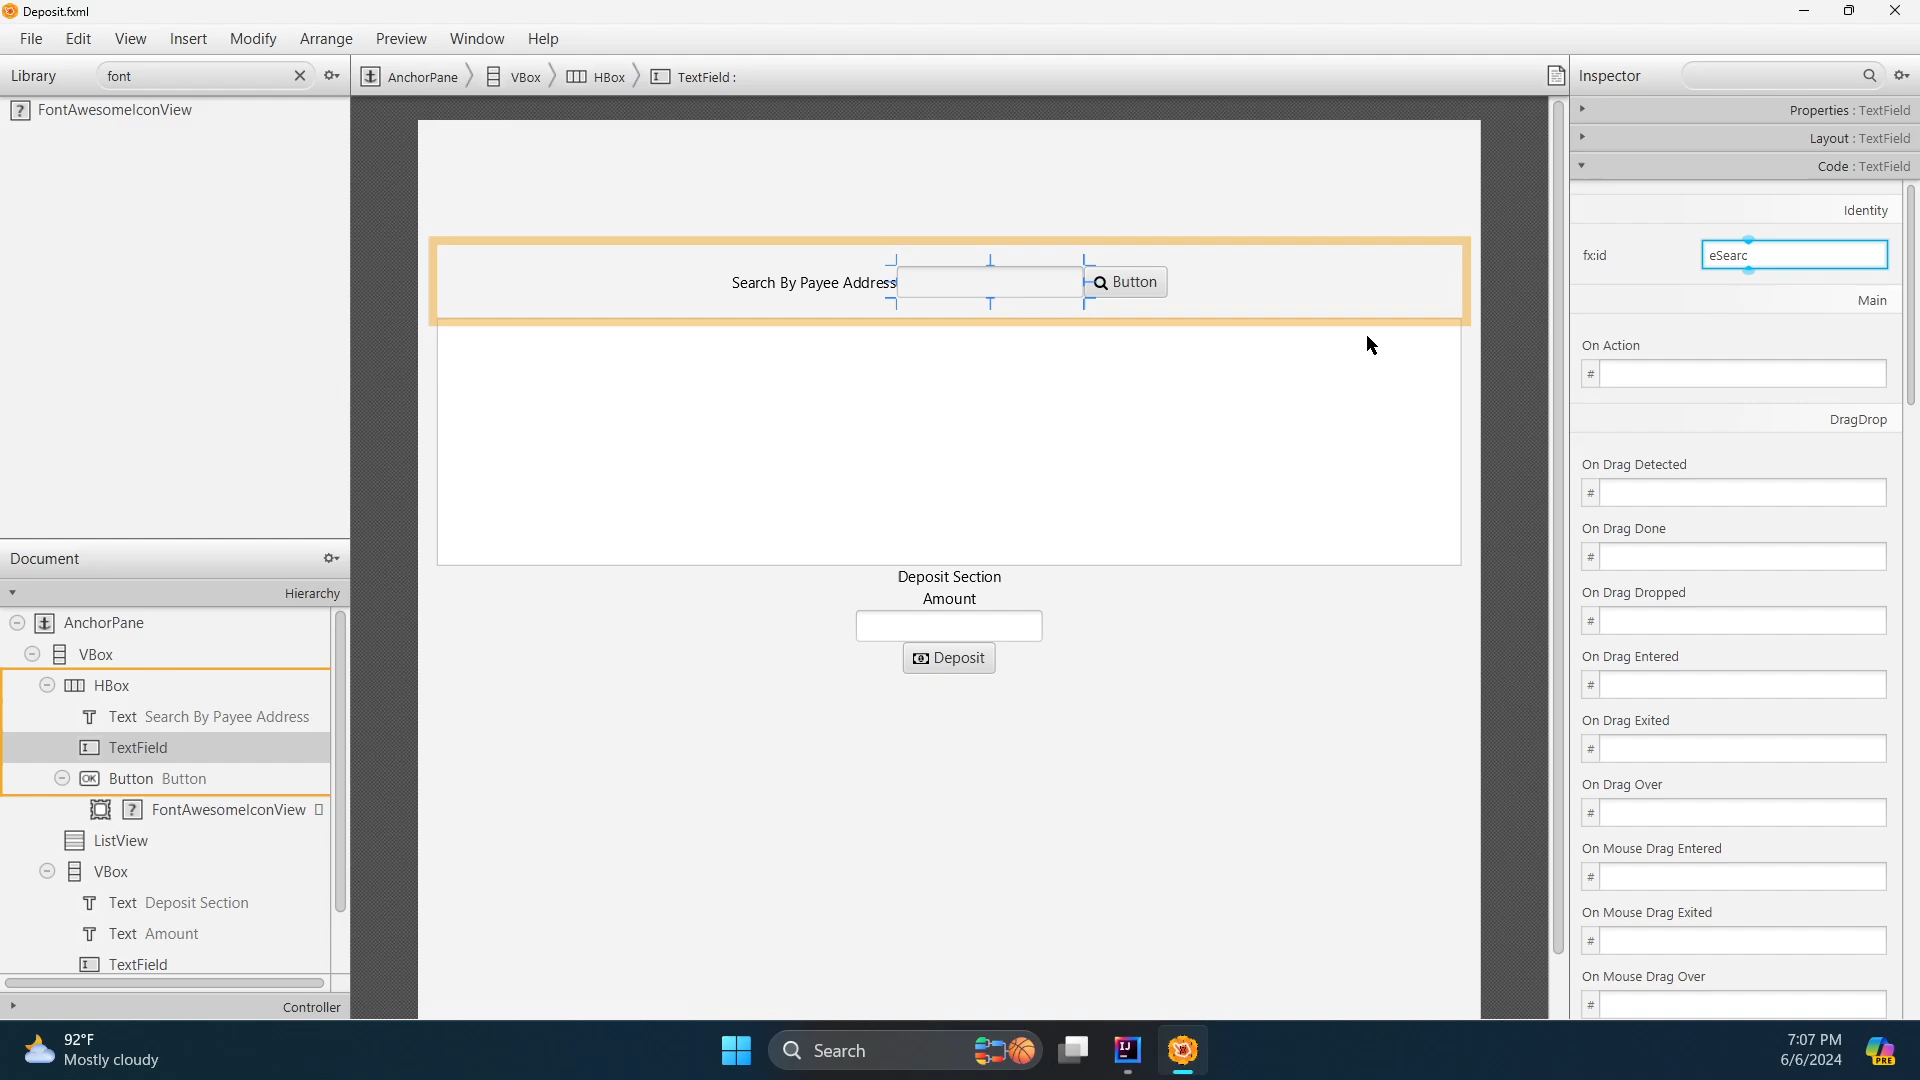 Deposit.fxml
File Edit View Insert Modify Arrange Preview Window Help
Library font
FontAwesomeIconView
AnchorPane VBox HBox TextField :
Inspector
Properties : TextField
Layout : TextField
Code : TextField
Identity
fx:id eSearc
Main
On Action
#
DragDrop
On Drag Detected
#
On Drag Done
#
On Drag Dropped
#
On Drag Entered
#
On Drag Exited
#
On Drag Over
#
On Mouse Drag Entered
#
On Mouse Drag Exited
#
On Mouse Drag Over
#
Search By Payee Address Button
Deposit Section
Amount
Deposit
Document
Hierarchy
AnchorPane
VBox
HBox
T Text Search By Payee Address
TextField
OK Button Button
? FontAwesomeIconView
ListView
VBox
T Text Deposit Section
T Text Amount
TextField
Controller
92°F
Mostly cloudy
Search
IJ
7:07 PM
6/6/2024
PRE